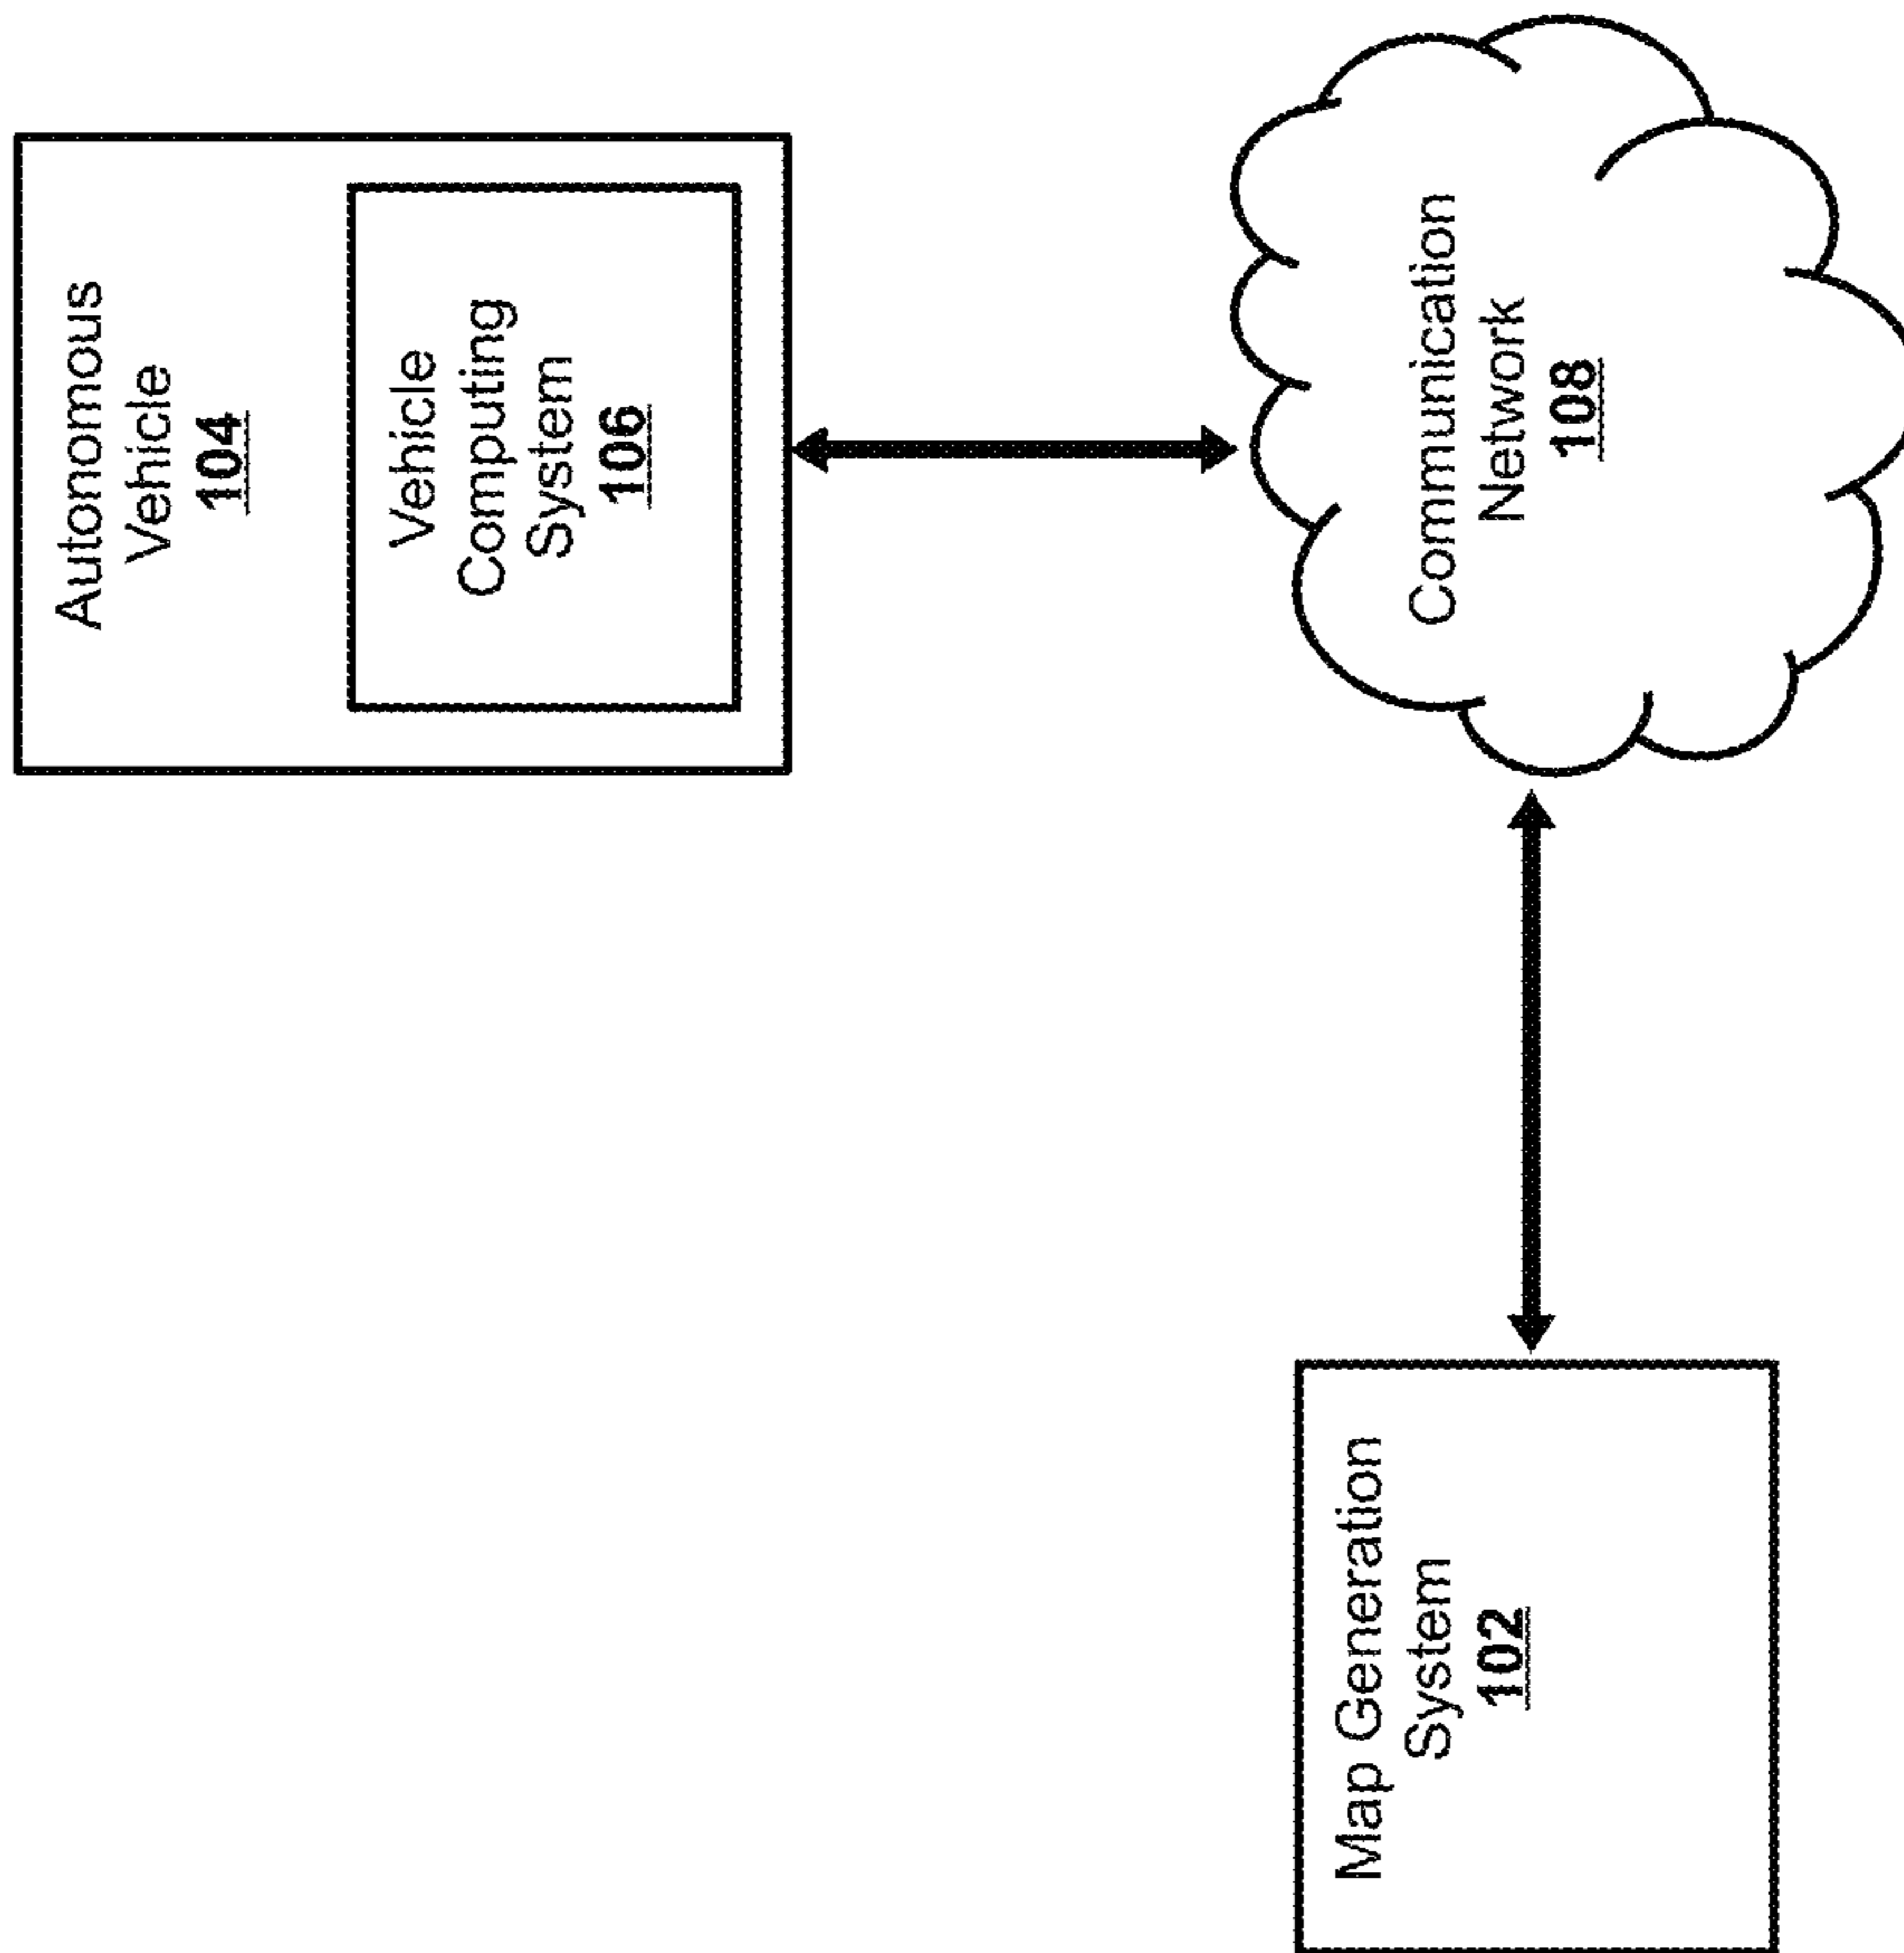 Autonomous
Vehicle
104
Vehicle
Computing
System
106
Communication
Network
108
Map Generation
System
102